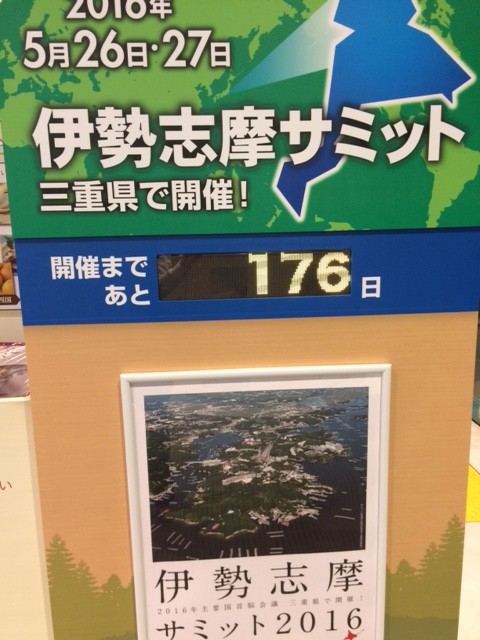 2016年
5月26日・27日
伊勢志摩サミット
三重県で開催！
開催まで
あと
176
日
伊勢志摩
2016年主要国首脳会議 三重県で開催！
サミット2016
い